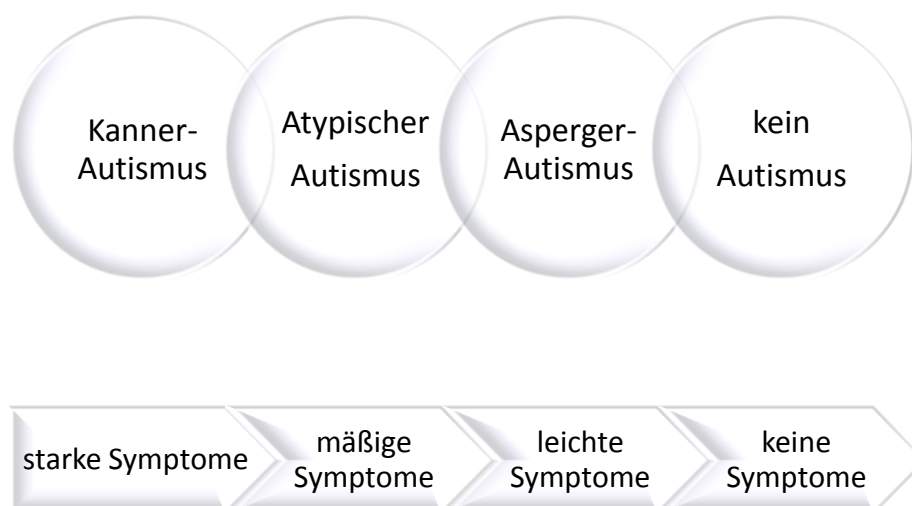 Kanner-
Autismus
Atypischer
Autismus
Asperger-
Autismus
kein
Autismus
starke Symptome
mäßige
Symptome
leichte
Symptome
keine
Symptome